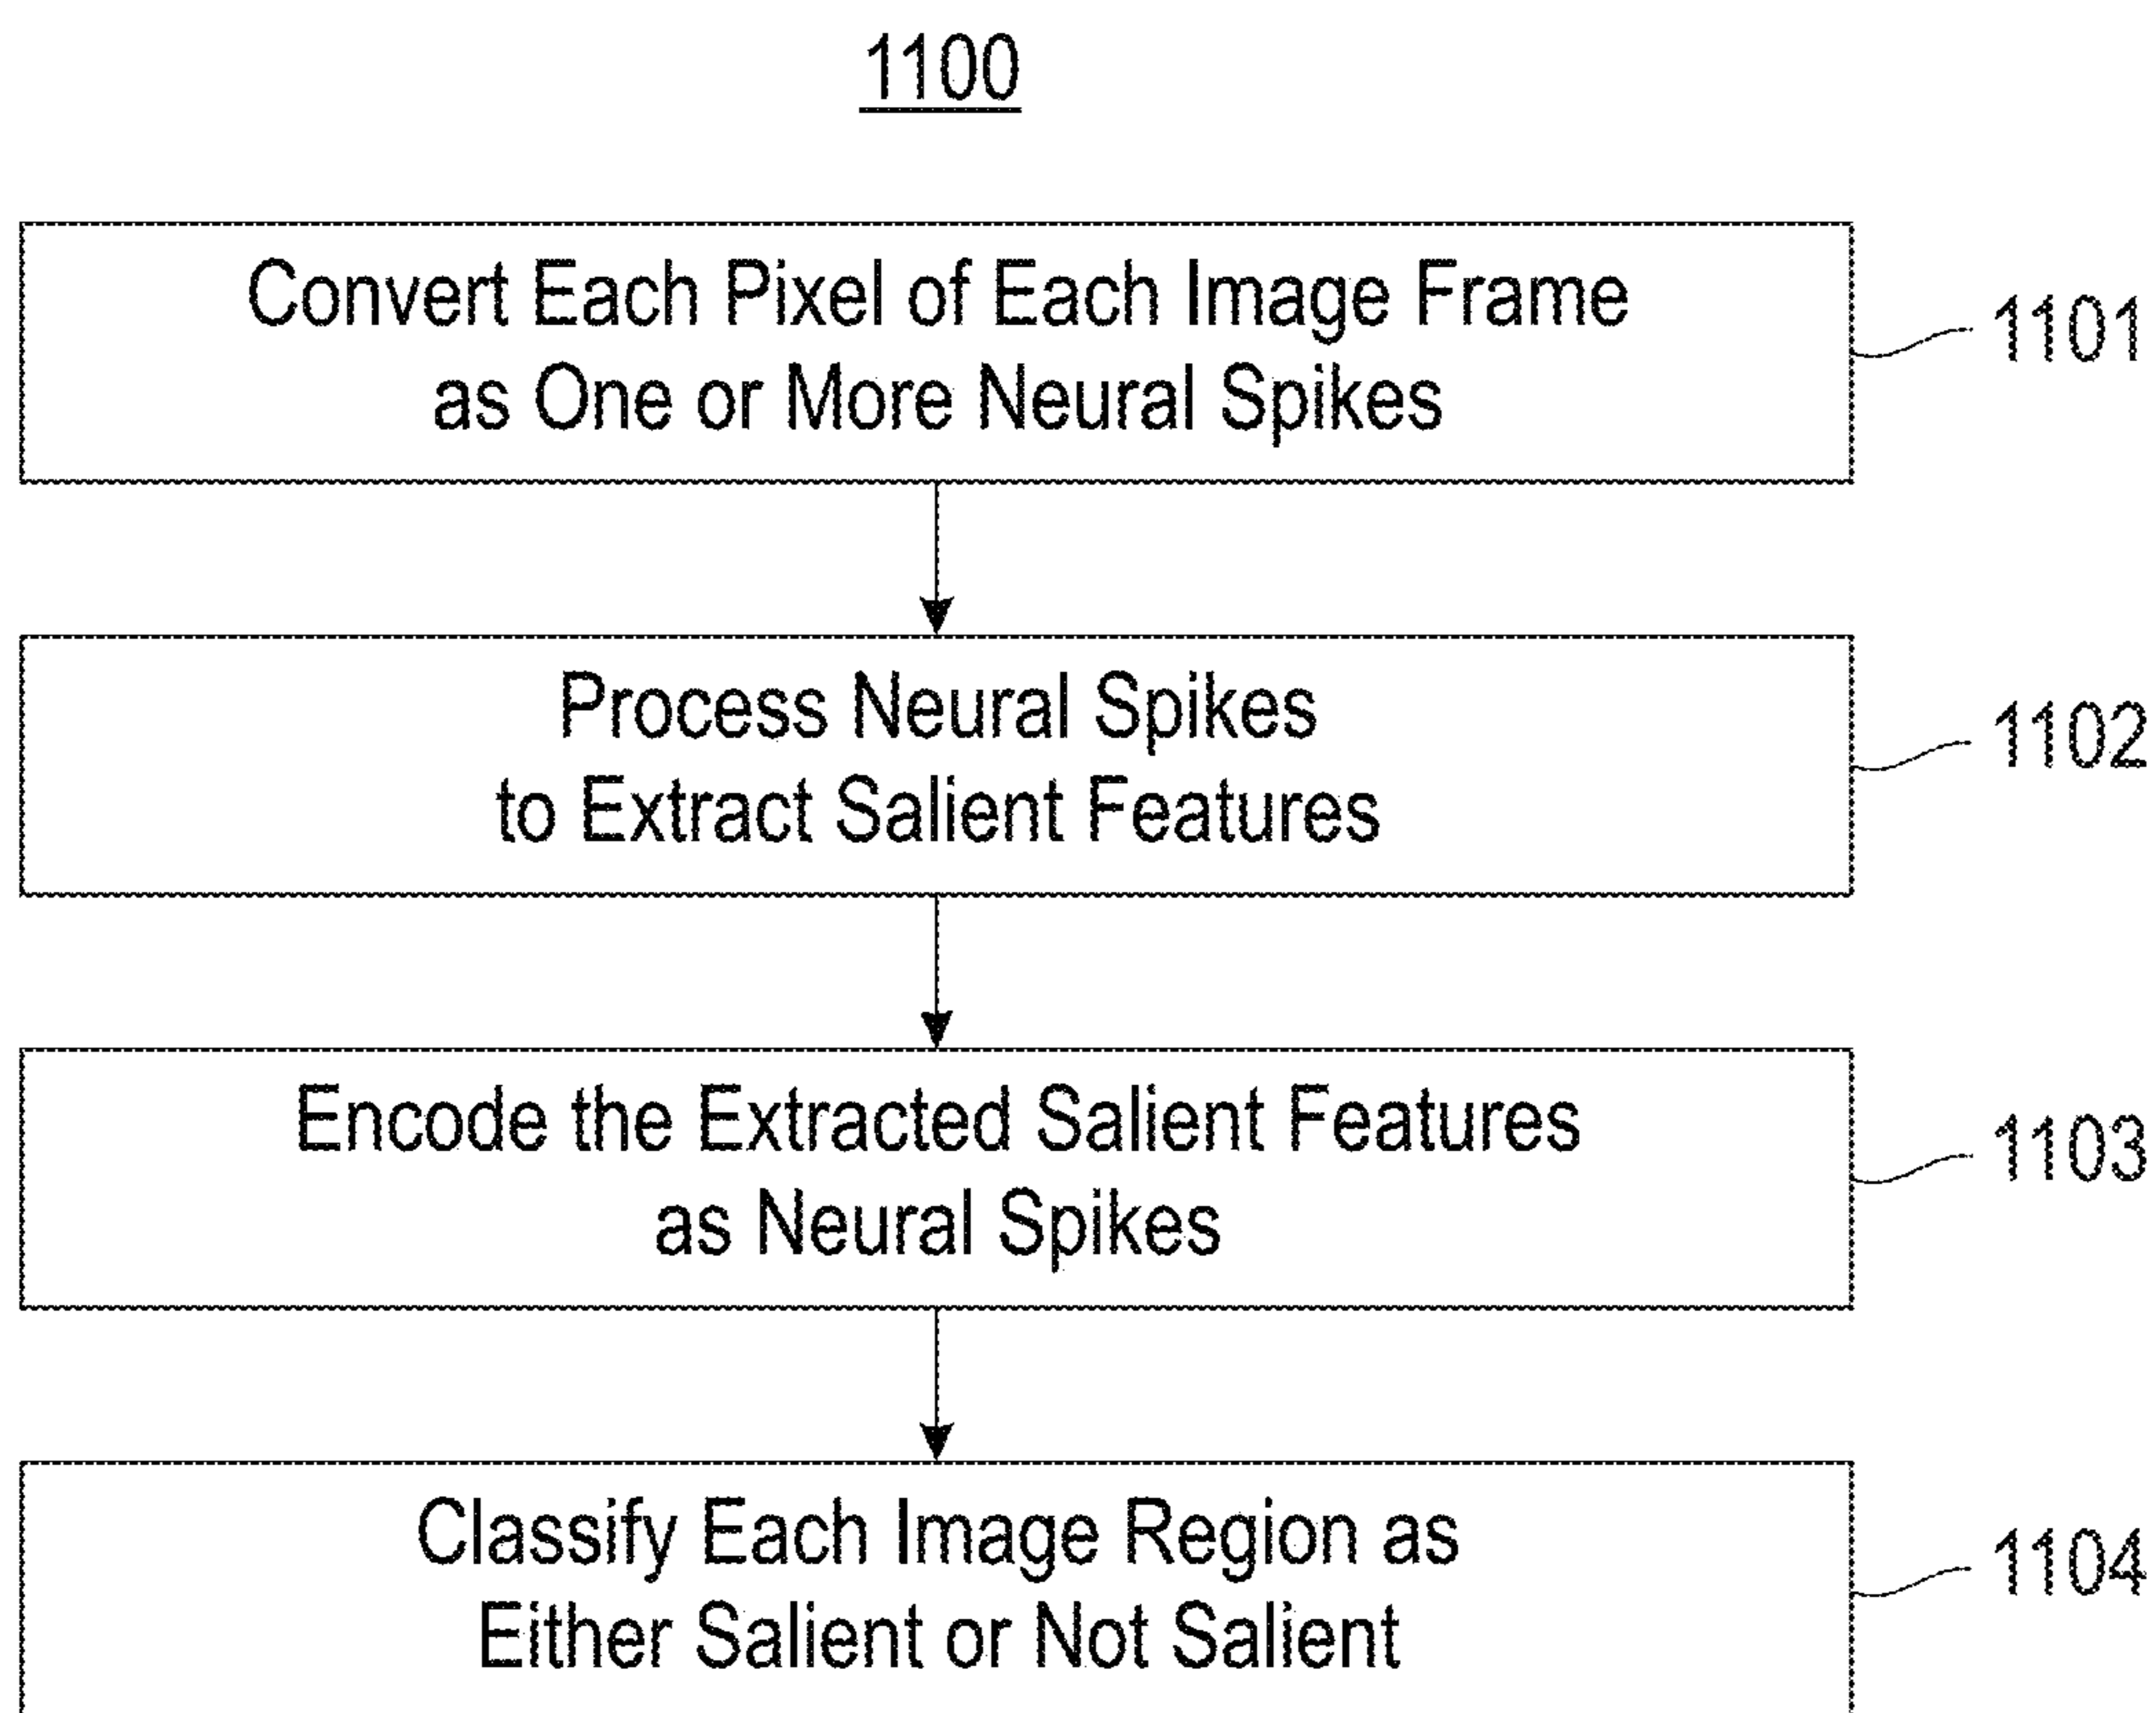 1100
Convert Each Pixel of Each Image Frame
as One or More Neural Spikes
1101
Process Neural Spikes
to Extract Salient Features
1102
Encode the Extracted Salient Features
as Neural Spikes
1103
Classify Each Image Region as
Either Salient or Not Salient
1104